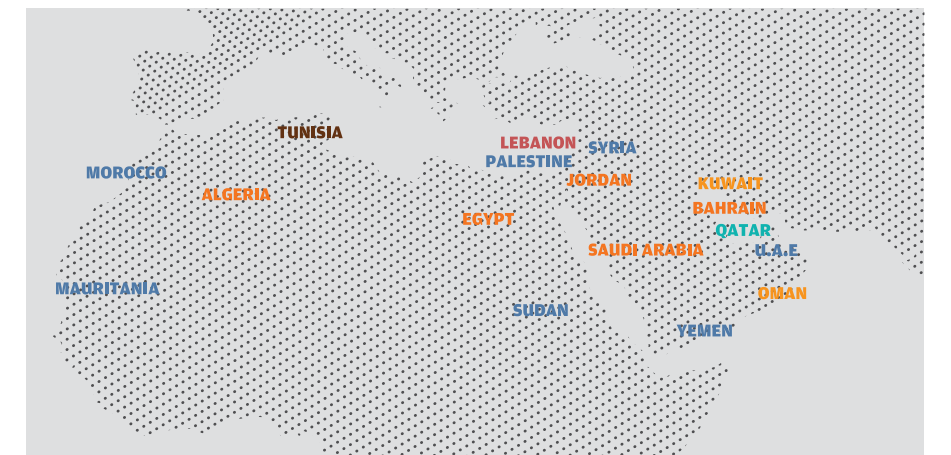 TUNISIA
LEBANON
SYRIA
PALESTINE
MOROCCO
JORDAN
KUWAIT
ALGERIA
BAHRAIN
EGYPT
QATAR
SAUDI ARABIA
U.A.E
MAURITANIA
OMAN
SUDAN
YEMEN